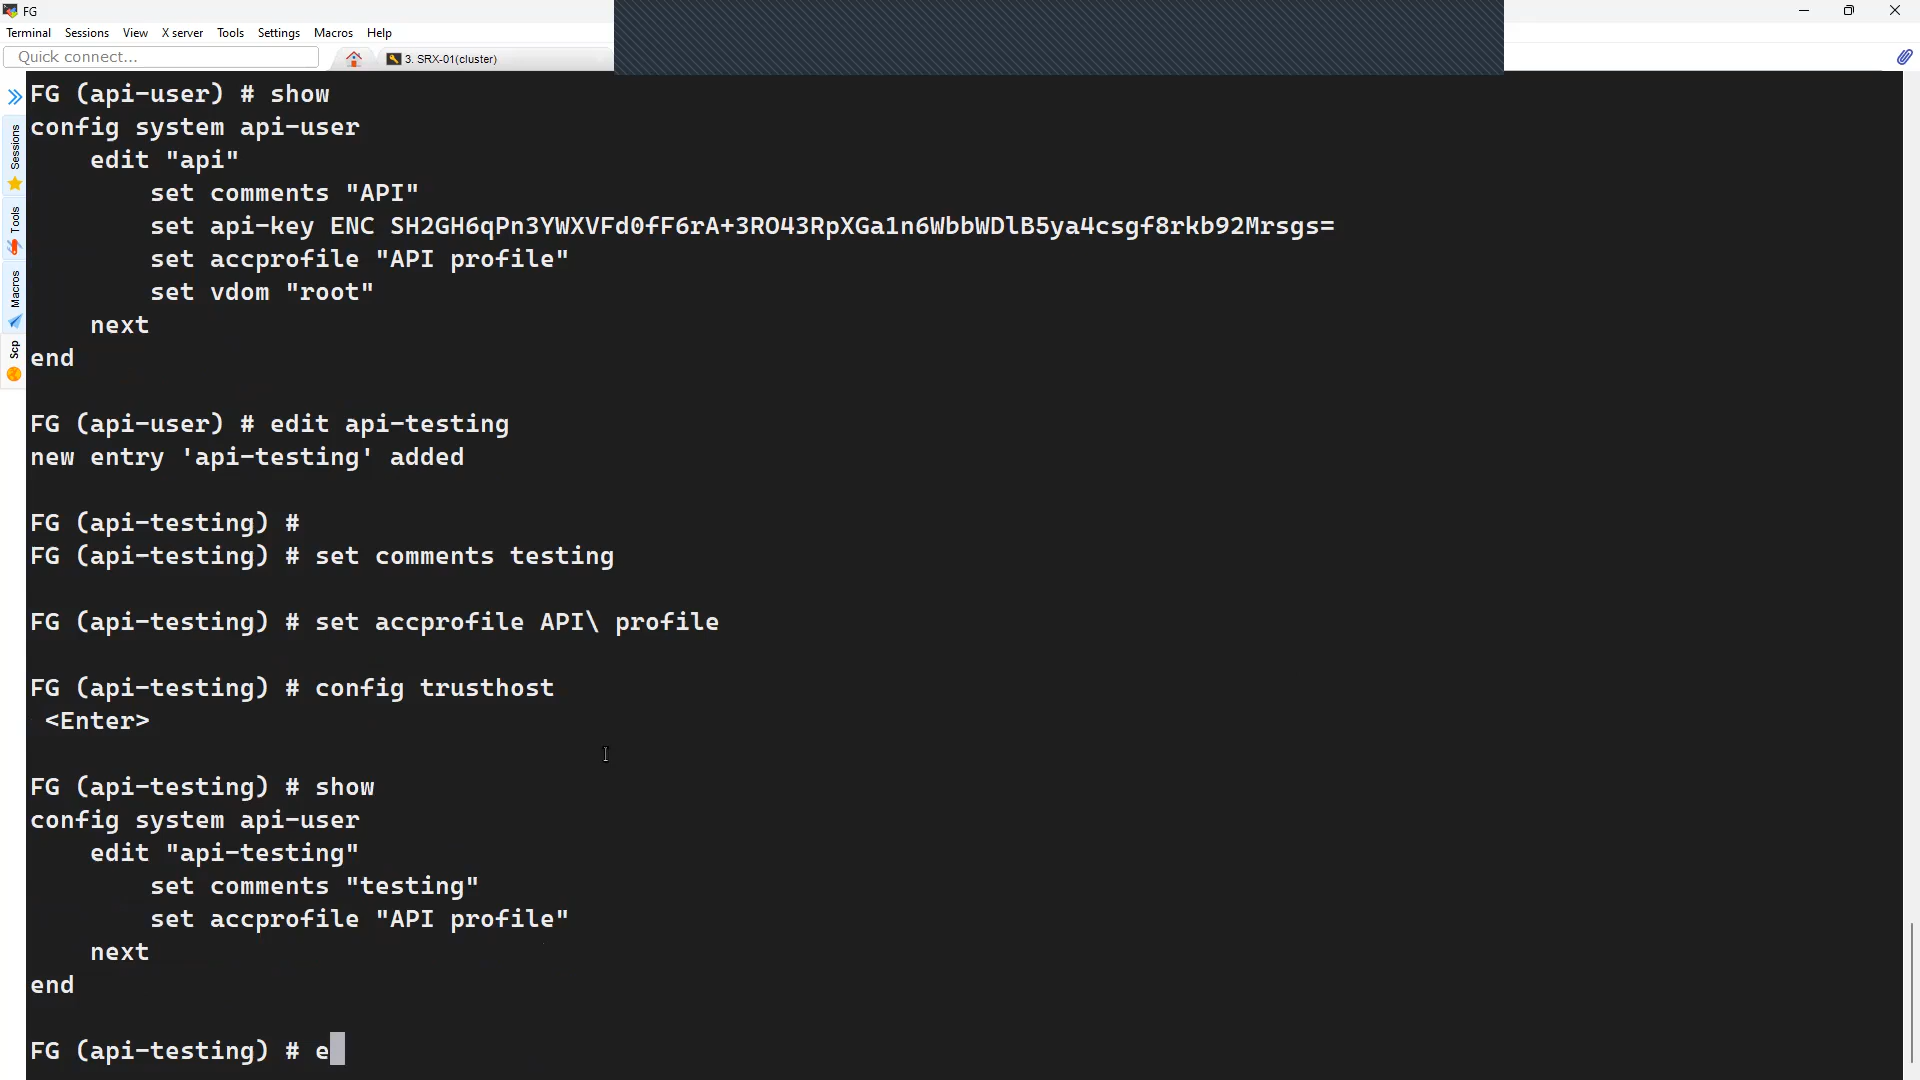 FG
Terminal Sessions View X server Tools Settings Macros Help
Quick connect...
3. SRX-01(cluster)
Sessions
Tools
Macros
Scp
FG (api-user) # show
config system api-user
    edit "api"
        set comments "API"
        set api-key ENC SH2GH6qPn3YWXVFd0fF6rA+3RO43RpXGa1n6WbbWDlB5ya4csgf8rkb92Mrsgs=
        set accprofile "API profile"
        set vdom "root"
    next
end
FG (api-user) # edit api-testing
new entry 'api-testing' added
FG (api-testing) #
FG (api-testing) # set comments testing
FG (api-testing) # set accprofile API\ profile
FG (api-testing) # config trusthost
 <Enter>
FG (api-testing) # show
config system api-user
    edit "api-testing"
        set comments "testing"
        set accprofile "API profile"
    next
end
FG (api-testing) # e